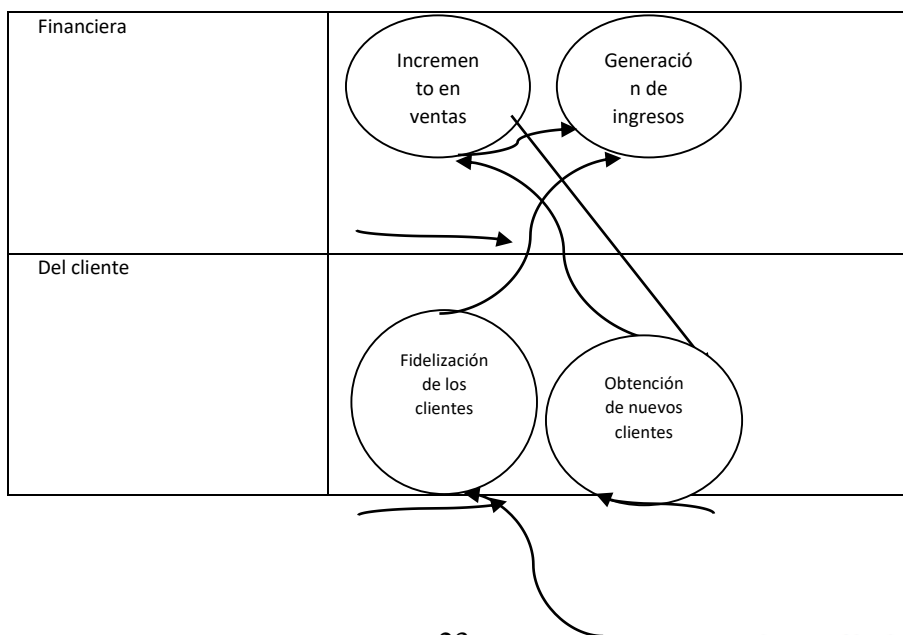 Financiera
Incremen
to en
ventas
Generació
n de
ingresos
Del cliente
Fidelización
de los
clientes
Obtención
de nuevos
clientes